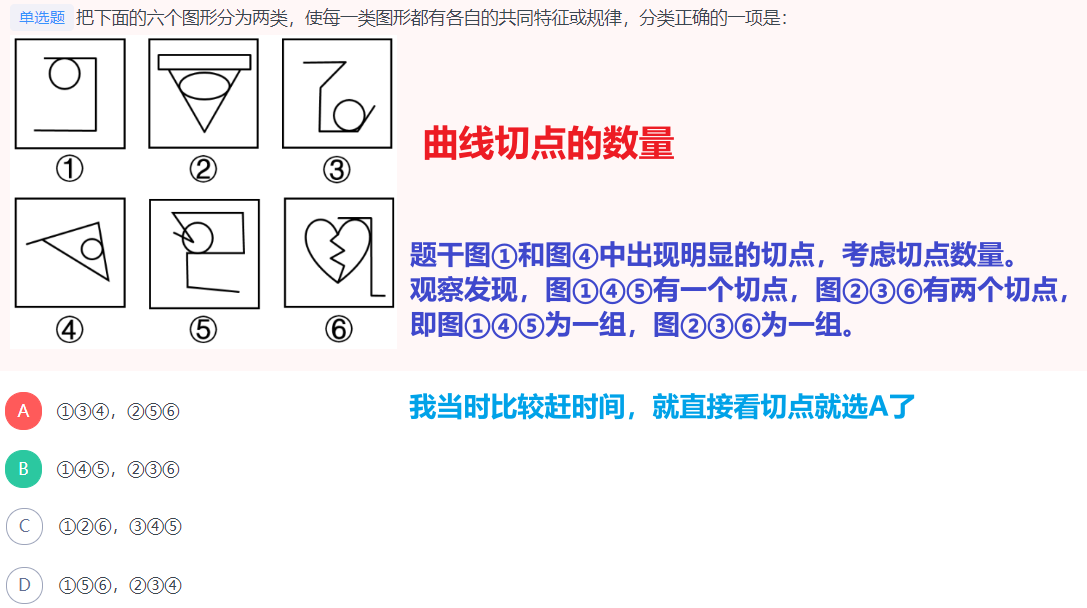 单选题 把下面的六个图形分为两类，使每一类图形都有各自的共同特征或规律，分类正确的一项是：
① ② ③
曲线切点的数量
④ ⑤ ⑥
题干图①和图④中出现明显的切点，考虑切点数量。
观察发现，图①④⑤有一个切点，图②③⑥有两个切点，
即图①④⑤为一组，图②③⑥为一组。
A ①③④，②⑤⑥
我当时比较赶时间，就直接看切点就选A了
B ①④⑤，②③⑥
C ①②⑥，③④⑤
D ①⑤⑥，②③④